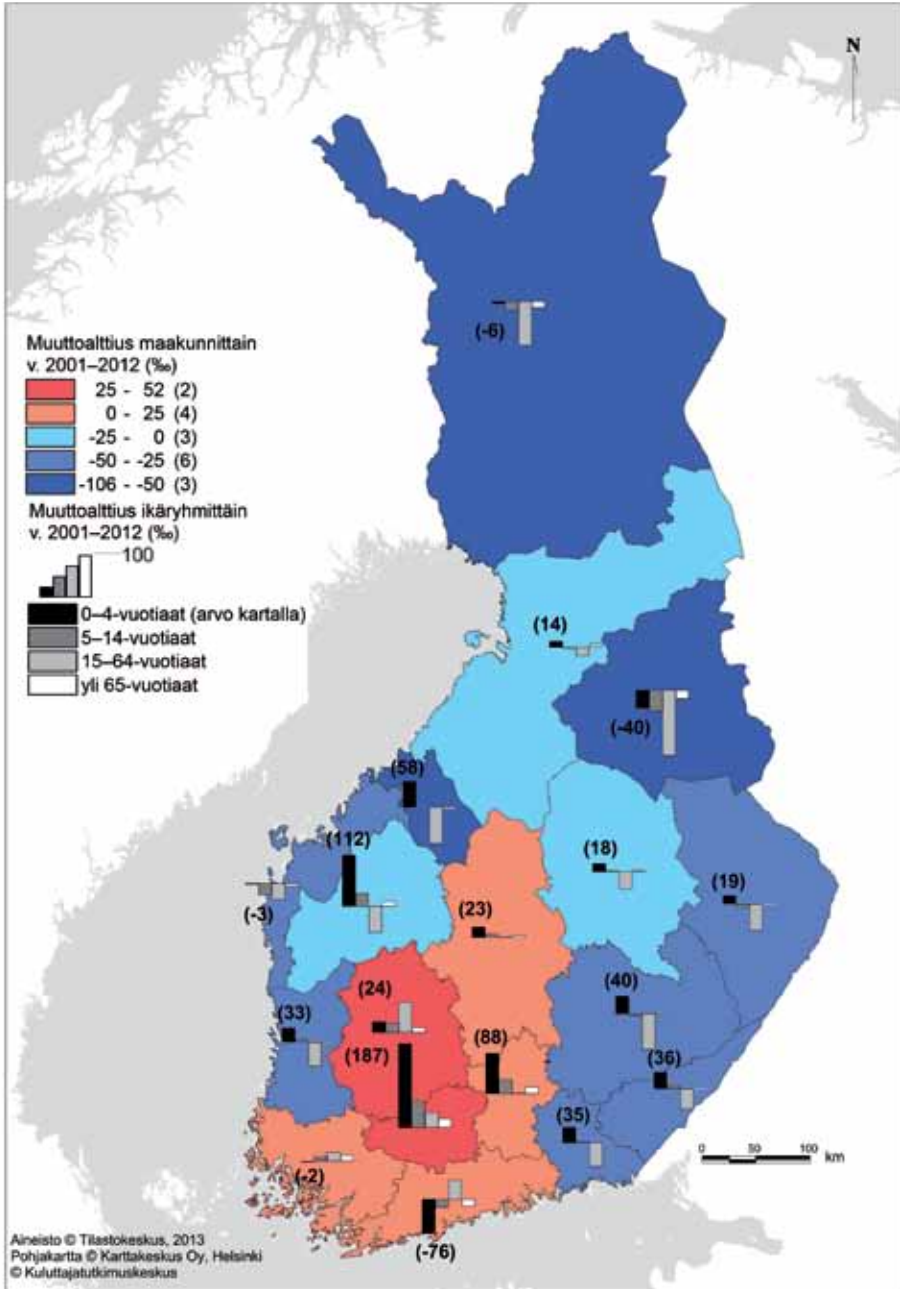 N
Muuttoalttius maakunnittain
v. 2001–2012 (‰)
25 - 52 (2)
0 - 25 (4)
-25 - 0 (3)
-50 - -25 (6)
-106 - -50 (3)
Muuttoalttius ikäryhmittäin
v. 2001–2012 (‰)
100
0–4-vuotiaat (arvo kartalla)
5–14-vuotiaat
15–64-vuotiaat
yli 65-vuotiaat
(-6)
(14)
(-40)
(58)
(112)
(18)
(19)
(-3)
(23)
(24)
(40)
(33)
(187)
(88)
(36)
(35)
(-2)
(-76)
0 50 100
km
Aineisto © Tilastokeskus, 2013
Pohjakartta © Karttakeskus Oy, Helsinki
© Kuluttajatutkimuskeskus